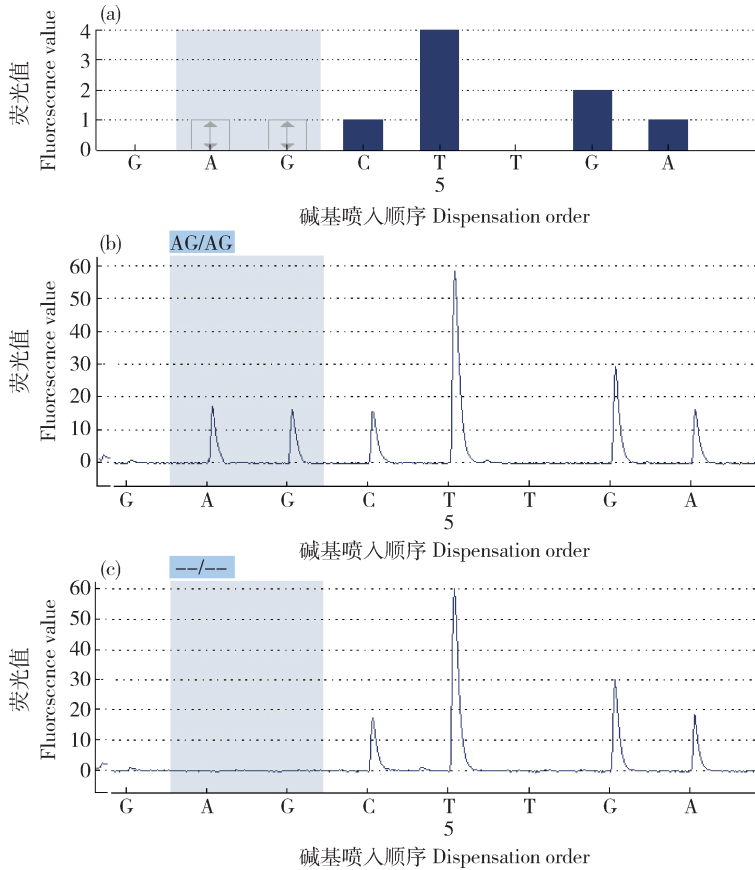 (a)
荧光值
Fluorcsccnce value
4
3
2
1
0
G A G C T T G A
5
碱基喷入顺序 Dispensation order
(b)
AG/AG
荧光值
Fluorcsccnce value
60
50
40
30
20
10
0
G A G C T T G A
5
碱基喷入顺序 Dispensation order
(c)
––/––
荧光值
Fluorcsccnce value
60
50
40
30
20
10
0
G A G C T T G A
5
碱基喷入顺序 Dispensation order